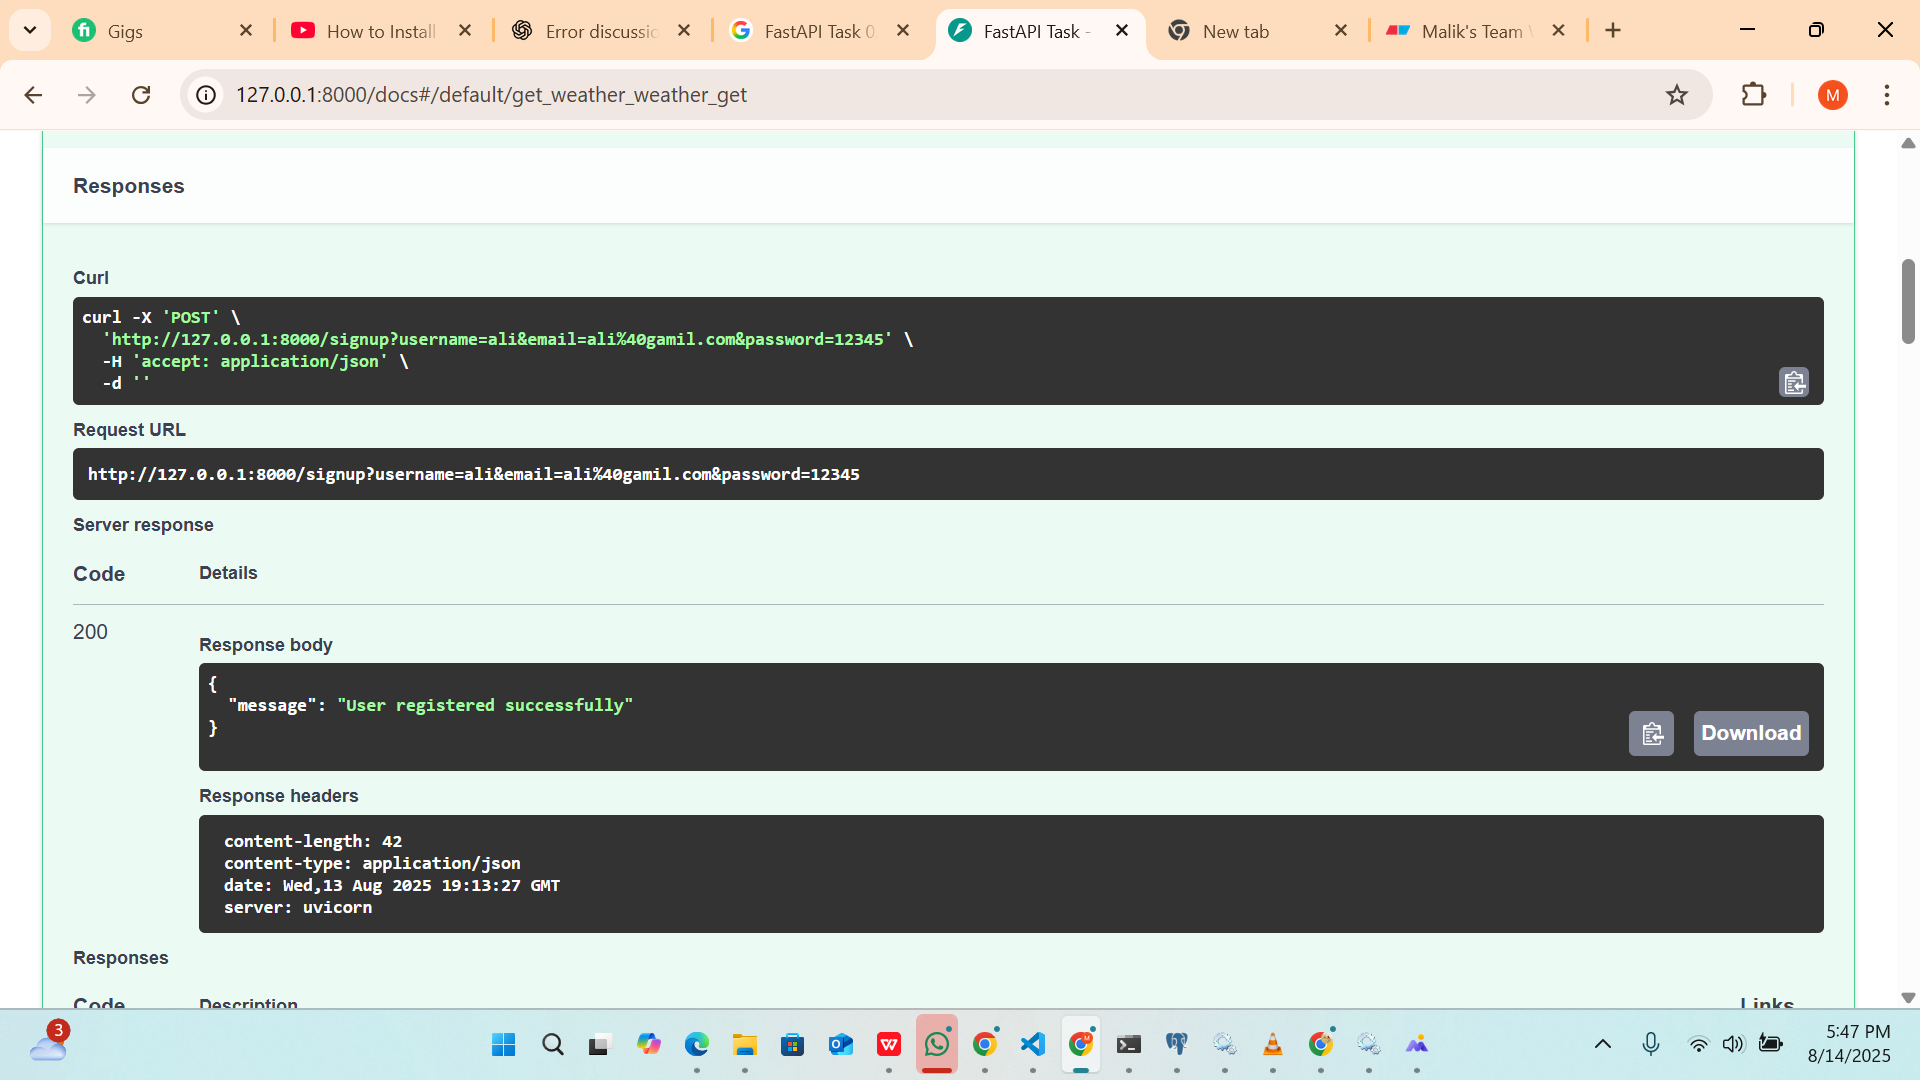 Gigs
How to Install
Error discussio
FastAPI Task 0
FastAPI Task -
New tab
Malik's Team
127.0.0.1:8000/docs#/default/get_weather_weather_get
M
Responses
Curl
curl -X 'POST' \
'http://127.0.0.1:8000/signup?username=ali&email=ali%40gamil.com&password=12345' \
-H 'accept: application/json' \
-d ''
Request URL
http://127.0.0.1:8000/signup?username=ali&email=ali%40gamil.com&password=12345
Server response
Code Details
200
Response body
{
"message": "User registered successfully"
}
Download
Response headers
content-length: 42
content-type: application/json
date: Wed,13 Aug 2025 19:13:27 GMT
server: uvicorn
Responses
Code Description Links
3
5:47 PM
8/14/2025